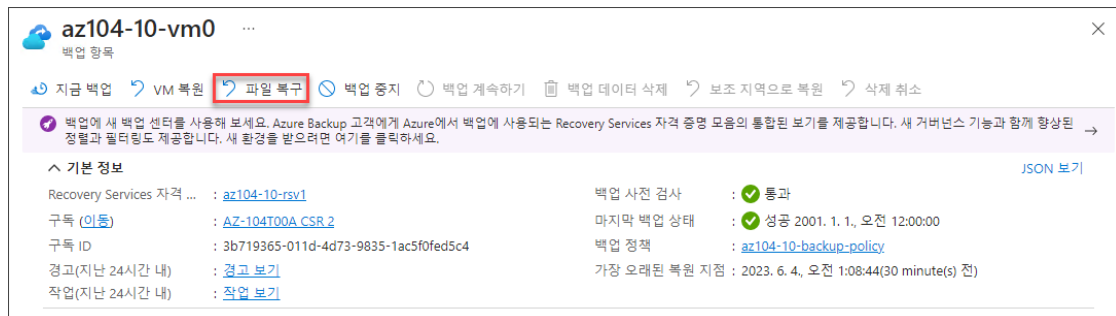 az104-10-vm0 ...
백업 항목
지금 백업 VM 복원 파일 복구 백업 중지 백업 계속하기 백업 데이터 삭제 보조 지역으로 복원 삭제 취소
백업에 새 백업 센터를 사용해 보세요. Azure Backup 고객에게 Azure에서 백업에 사용되는 Recovery Services 자격 증명 모음의 통합된 보기를 제공합니다. 새 거버넌스 기능과 함께 향상된
정렬과 필터링도 제공합니다. 새 환경을 받으려면 여기를 클릭하세요. →
기본 정보 JSON 보기
Recovery Services 자격 ... : az104-10-rsv1 백업 사전 검사 : 통과
구독 (이동) : AZ-104T00A CSR 2 마지막 백업 상태 : 성공 2001. 1. 1., 오전 12:00:00
구독 ID : 3b719365-011d-4d73-9835-1ac5f0fed5c4 백업 정책 : az104-10-backup-policy
경고(지난 24시간 내) : 경고 보기 가장 오래된 복원 지점 : 2023. 6. 4., 오전 1:08:44(30 minute(s) 전)
작업(지난 24시간 내) : 작업 보기